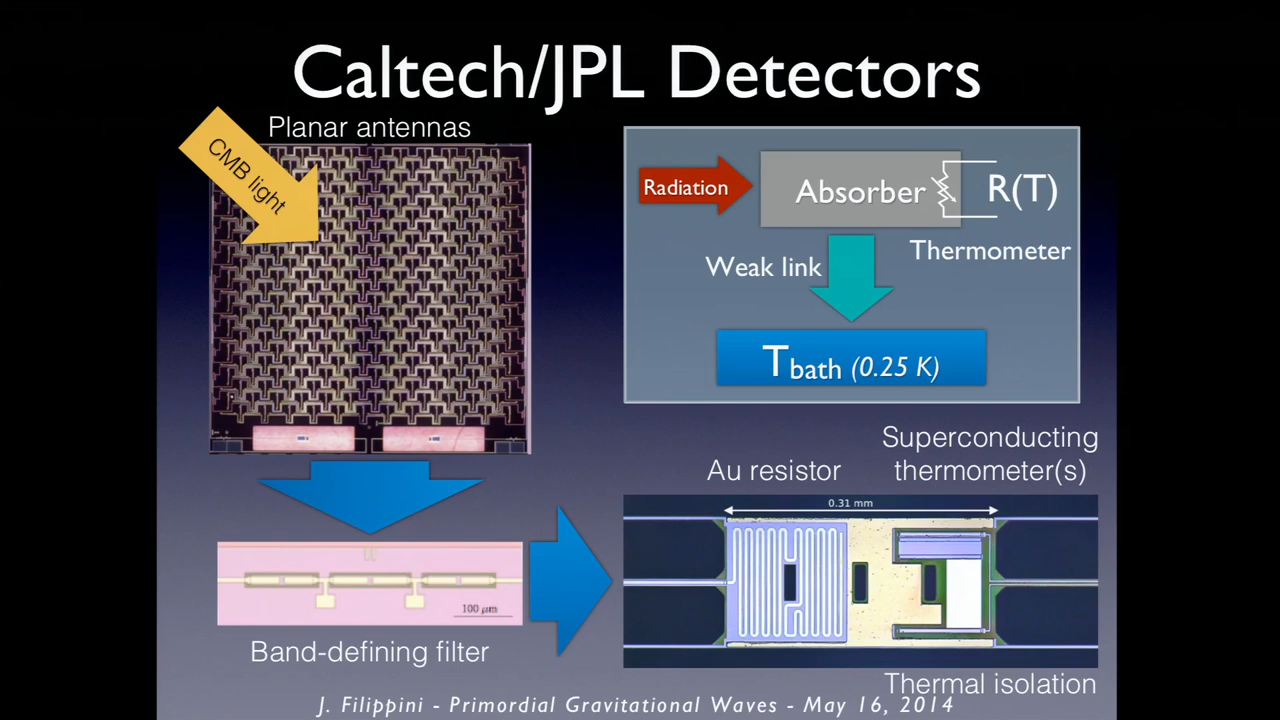 Caltech/JPL Detectors
Planar antennas
CMB light
Radiation
Absorber
R(T)
Thermometer
Weak link
Tbath (0.25 K)
Superconducting
thermometer(s)
Au resistor
0.31 mm
100 μm
Band-defining filter
Thermal isolation
J. Filippini - Primordial Gravitational Waves - May 16, 2014